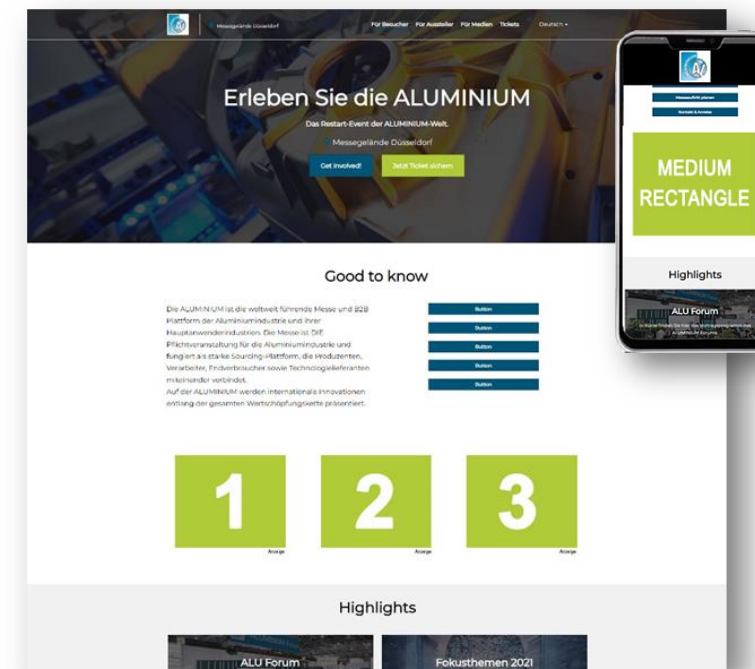 Messegelände Düsseldorf
Für Besucher Für Aussteller Für Medien Tickets Deutsch
Erleben Sie die ALUMINIUM
Das Restart-Event der ALUMINIUM-Welt.
Messegelände Düsseldorf
Get Involved! Jetzt Ticket sichern
Good to know
Die ALUMINIUM ist die weltweit führende Messe und B2B
Plattform der Aluminiumindustrie und ihrer
Hauptanwenderindustrien. Die Messe ist DIE
Pflichtveranstaltung für die Aluminiumindustrie und
fungiert als starke Sourcing-Plattform, die Produzenten,
Verarbeiter, Endverbraucher sowie Technologielieferanten
miteinander verbindet.
Auf der ALUMINIUM werden internationale Innovationen
entlang der gesamten Wertschöpfungskette präsentiert.
Button
Button
Button
Button
Button
1 2 3
Anzeige Anzeige Anzeige
Highlights
ALU Forum Fokusthemen 2021
Messeauftritt planen
Kontakt & Anreise
MEDIUM
RECTANGLE
Highlights
ALU Forum